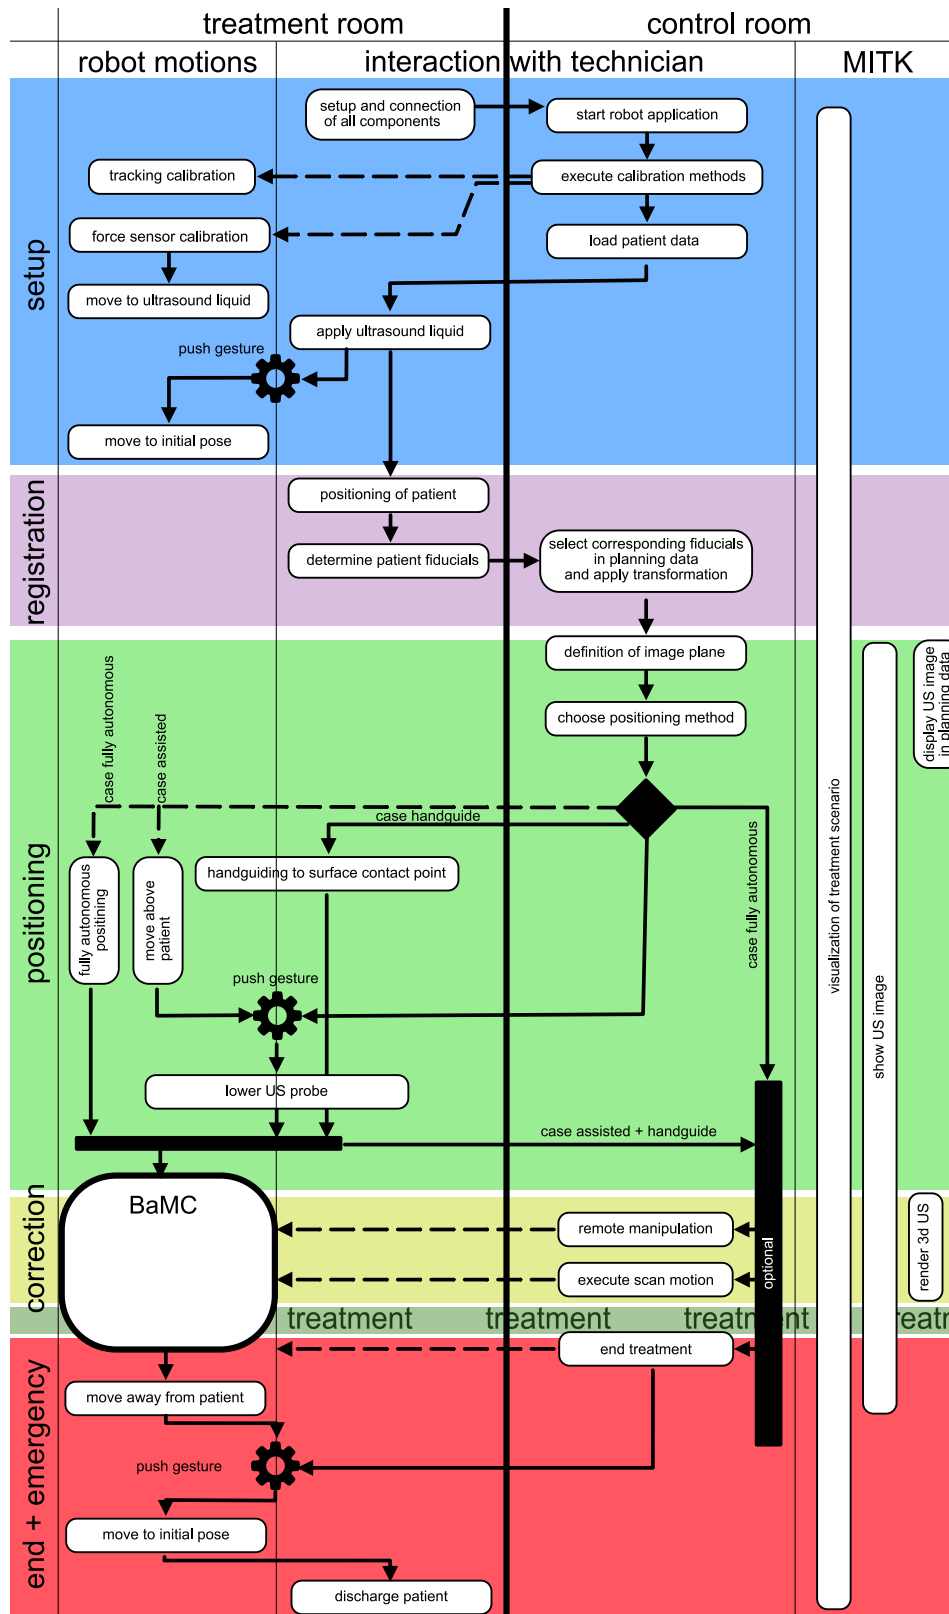 treatment room
control room
robot motions
interaction with technician
MITK
setup
setup and connection
of all components
start robot application
tracking calibration
execute calibration methods
force sensor calibration
load patient data
move to ultrasound liquid
apply ultrasound liquid
push gesture
move to initial pose
registration
positioning of patient
determine patient fiducials
select corresponding fiducials
in planning data
and apply transformation
positioning
definition of image plane
choose positioning method
case fully autonomous
case assisted
case handguide
case fully autonomous
fully autonomous
positining
move above
patient
handguiding to surface contact point
push gesture
lower US probe
case assisted + handguide
visualization of treatment scenario
show US image
display US image
in planning data
correction
BaMC
remote manipulation
execute scan motion
optional
render 3d US
treatment
treatment
treatment
treatm
end + emergency
end treatment
move away from patient
push gesture
move to initial pose
discharge patient